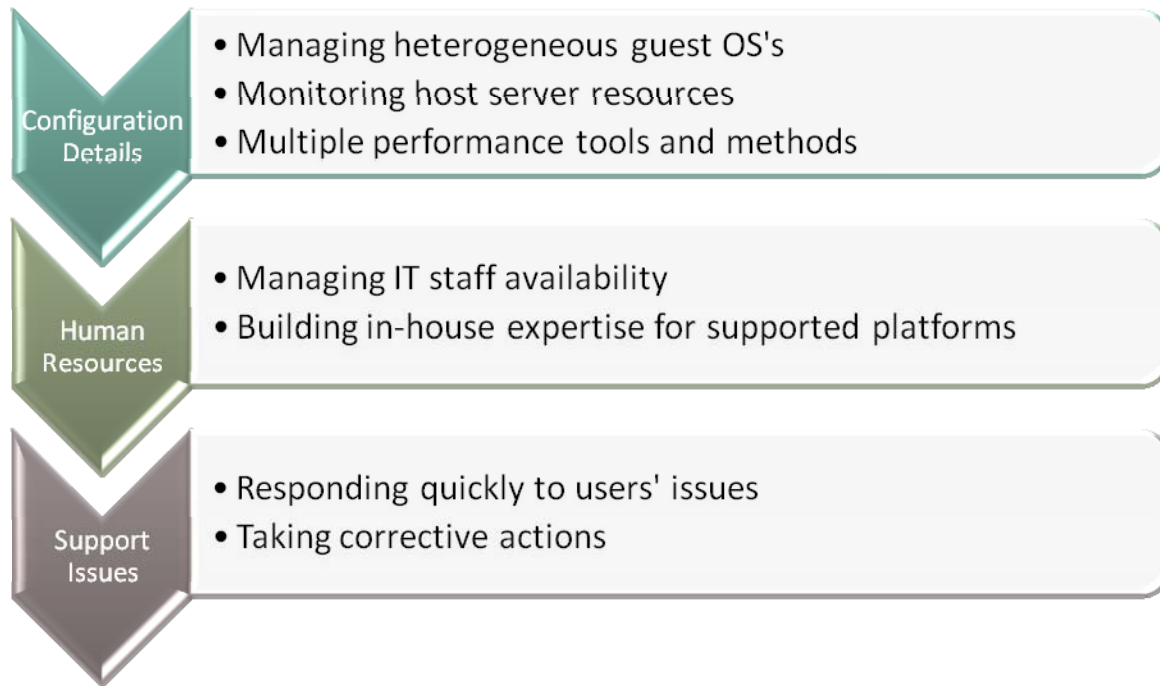 Configuration
Details
• Managing heterogeneous guest OS's
• Monitoring host server resources
• Multiple performance tools and methods
Human
Resources
• Managing IT staff availability
• Building in-house expertise for supported platforms
Support
Issues
• Responding quickly to users' issues
• Taking corrective actions